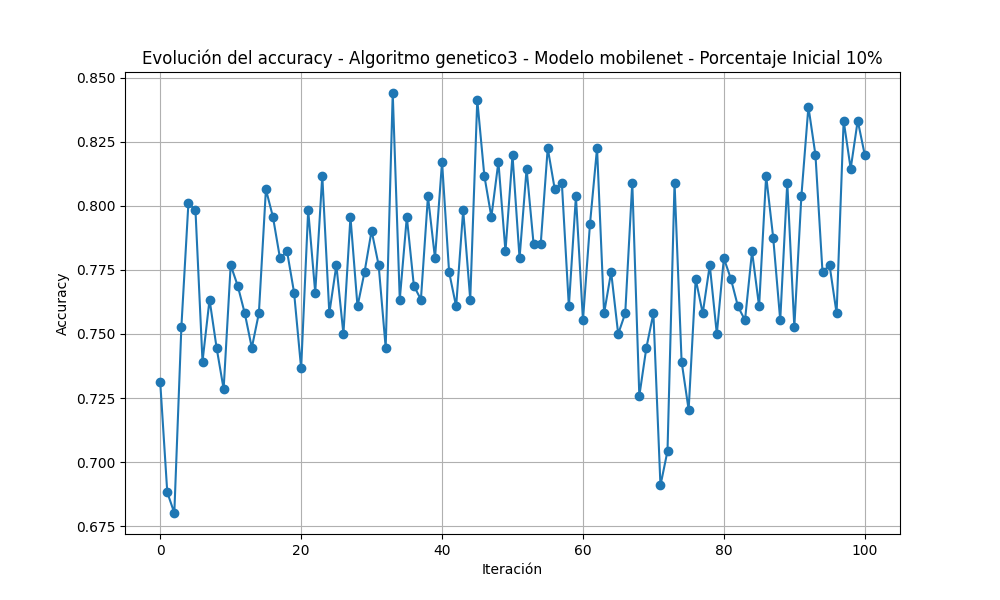 Evolución del accuracy - Algoritmo genetico3 - Modelo mobilenet - Porcentaje Inicial 10%
0.850
0.825
0.800
0.775
0.750
0.725
0.700
0.675
Accuracy
0 20 40 60 80 100
Iteración